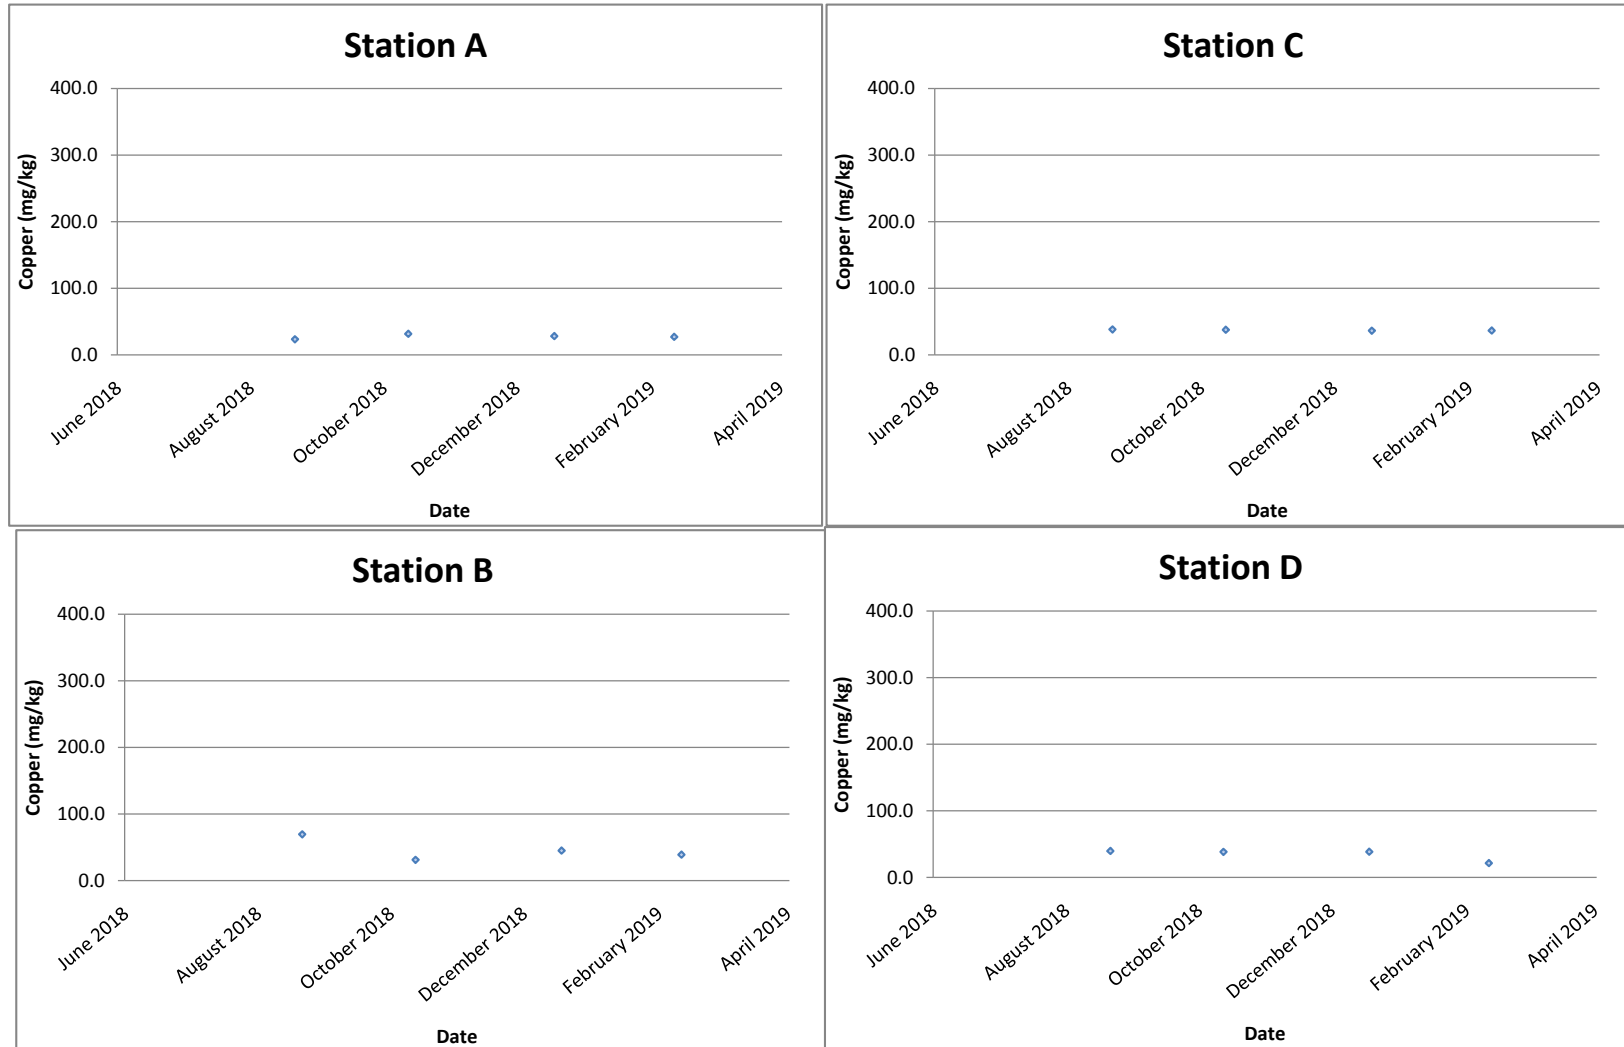 Station A
400.0
300.0
200.0
100.0
0.0
Copper (mg/kg)
June 2018
August 2018
October 2018
December 2018
February 2019
April 2019
Date
Station C
400.0
300.0
200.0
100.0
0.0
Copper (mg/kg)
June 2018
August 2018
October 2018
December 2018
February 2019
April 2019
Date
Station B
400.0
300.0
200.0
100.0
0.0
Copper (mg/kg)
June 2018
August 2018
October 2018
December 2018
February 2019
April 2019
Date
Station D
400.0
300.0
200.0
100.0
0.0
Copper (mg/kg)
June 2018
August 2018
October 2018
December 2018
February 2019
April 2019
Date